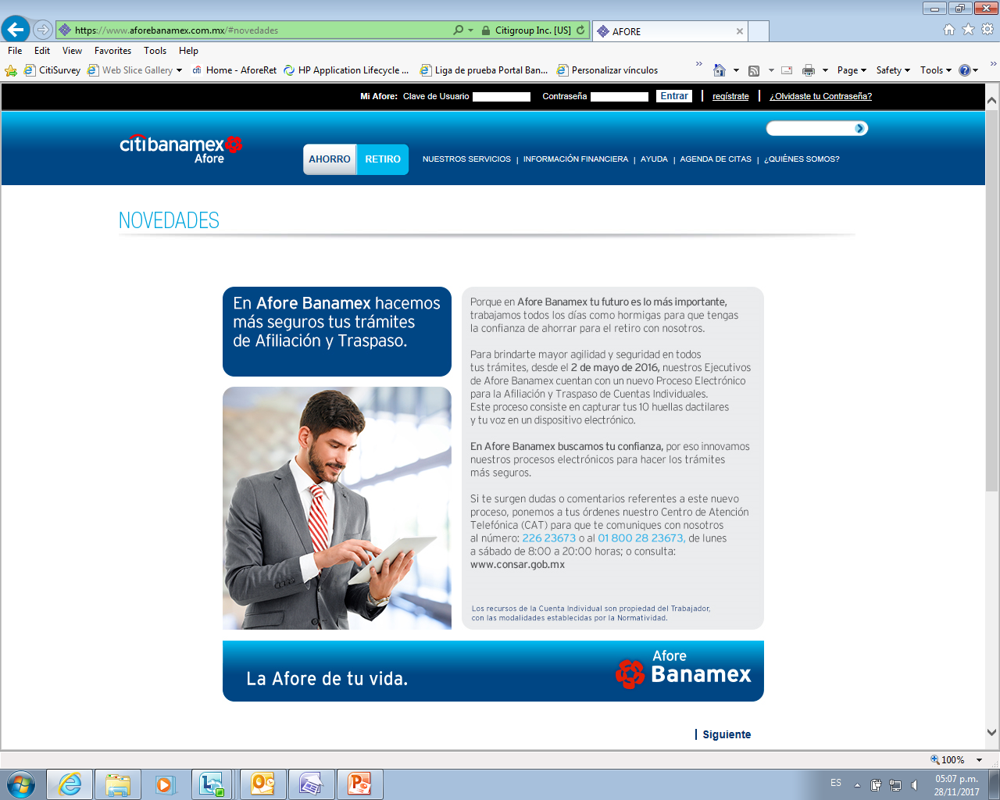 https://www.aforebanamex.com.mx/#novedades
Citigroup Inc. [US]
AFORE
File Edit View Favorites Tools Help
CitiSurvey Web Slice Gallery Home - AforeRet HP Application Lifecycle ... Liga de prueba Portal Ban... Personalizar vínculos
Page Safety Tools
Mi Afore: Clave de Usuario Contraseña Entrar | regístrate | ¿Olvidaste tu Contraseña?
citibanamex
Afore
AHORRO RETIRO NUESTROS SERVICIOS | INFORMACIÓN FINANCIERA | AYUDA | AGENDA DE CITAS | ¿QUIÉNES SOMOS?
NOVEDADES
En Afore Banamex hacemos
más seguros tus trámites
de Afiliación y Traspaso.
Porque en Afore Banamex tu futuro es lo más importante,
trabajamos todos los días como hormigas para que tengas
la confianza de ahorrar para el retiro con nosotros.
Para brindarte mayor agilidad y seguridad en todos
tus trámites, desde el 2 de mayo de 2016, nuestros Ejecutivos
de Afore Banamex cuentan con un nuevo Proceso Electrónico
para la Afiliación y Traspaso de Cuentas Individuales.
Este proceso consiste en capturar tus 10 huellas dactilares
y tu voz en un dispositivo electrónico.
En Afore Banamex buscamos tu confianza, por eso innovamos
nuestros procesos electrónicos para hacer los trámites
más seguros.
Si te surgen dudas o comentarios referentes a este nuevo
proceso, ponemos a tus órdenes nuestro Centro de Atención
Telefónica (CAT) para que te comuniques con nosotros
al número: 226 23673 o al 01 800 28 23673, de lunes
a sábado de 8:00 a 20:00 horas; o consulta:
www.consar.gob.mx
Los recursos de la Cuenta Individual son propiedad del Trabajador,
con las modalidades establecidas por la Normatividad.
La Afore de tu vida.
Afore
Banamex
| Siguiente
100%
ES
05:07 p.m.
28/11/2017